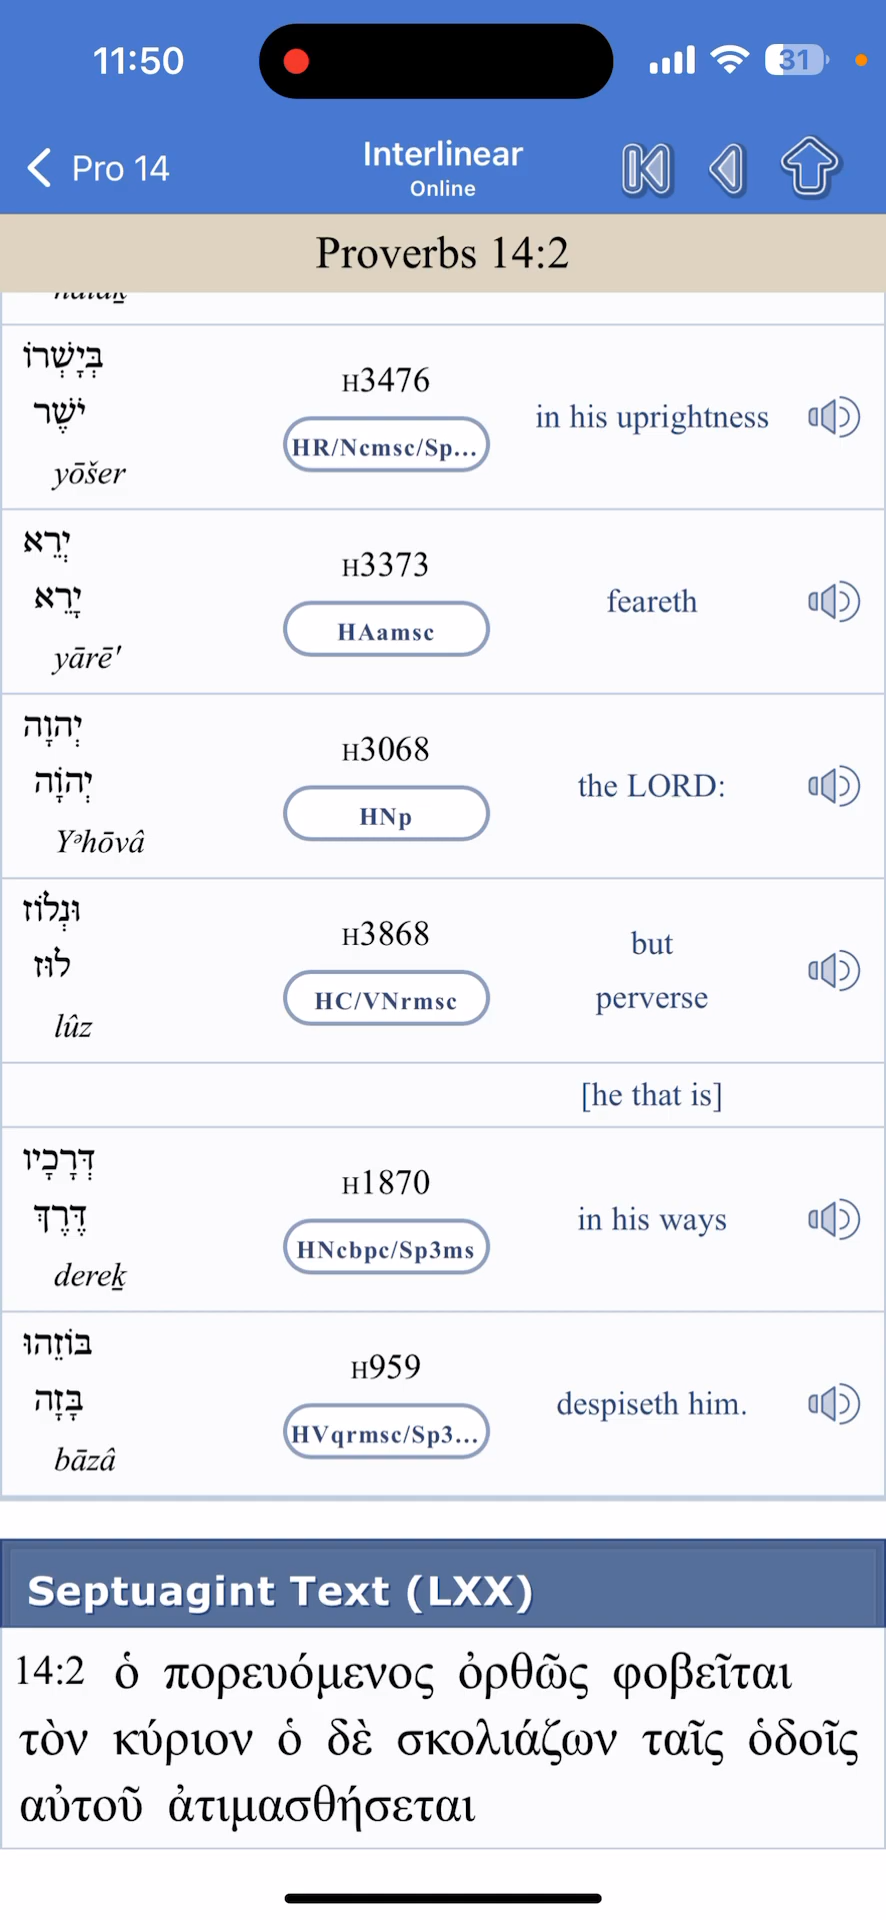 11:50
31
Pro 14
Interlinear
Online
Proverbs 14:2
בְּיָשְׁרוֹ
H3476
יֹשֶׁר
HR/Ncmsc/Sp...
in his uprightness
yōšer
יְרֵא
H3373
יָרֵא
HAamsc
feareth
yārē'
יְהוָה
H3068
יְהֹוָה
HNp
the LORD:
Yᵊhōvâ
וּנְלוֹז
H3868
but
לוּז
HC/VNrmsc
perverse
lûz
[he that is]
דְּרָכָיו
H1870
דֶּרֶךְ
HNcbpc/Sp3ms
in his ways
dereḵ
בּוֹזֵהוּ
H959
בָּזָה
HVqrmsc/Sp3...
despiseth him.
bāzâ
Septuagint Text (LXX)
14:2 ὁ πορευόμενος ὀρθῶς φοβεῖται
τὸν κύριον ὁ δὲ σκολιάζων ταῖς ὁδοῖς
αὐτοῦ ἀτιμασθήσεται